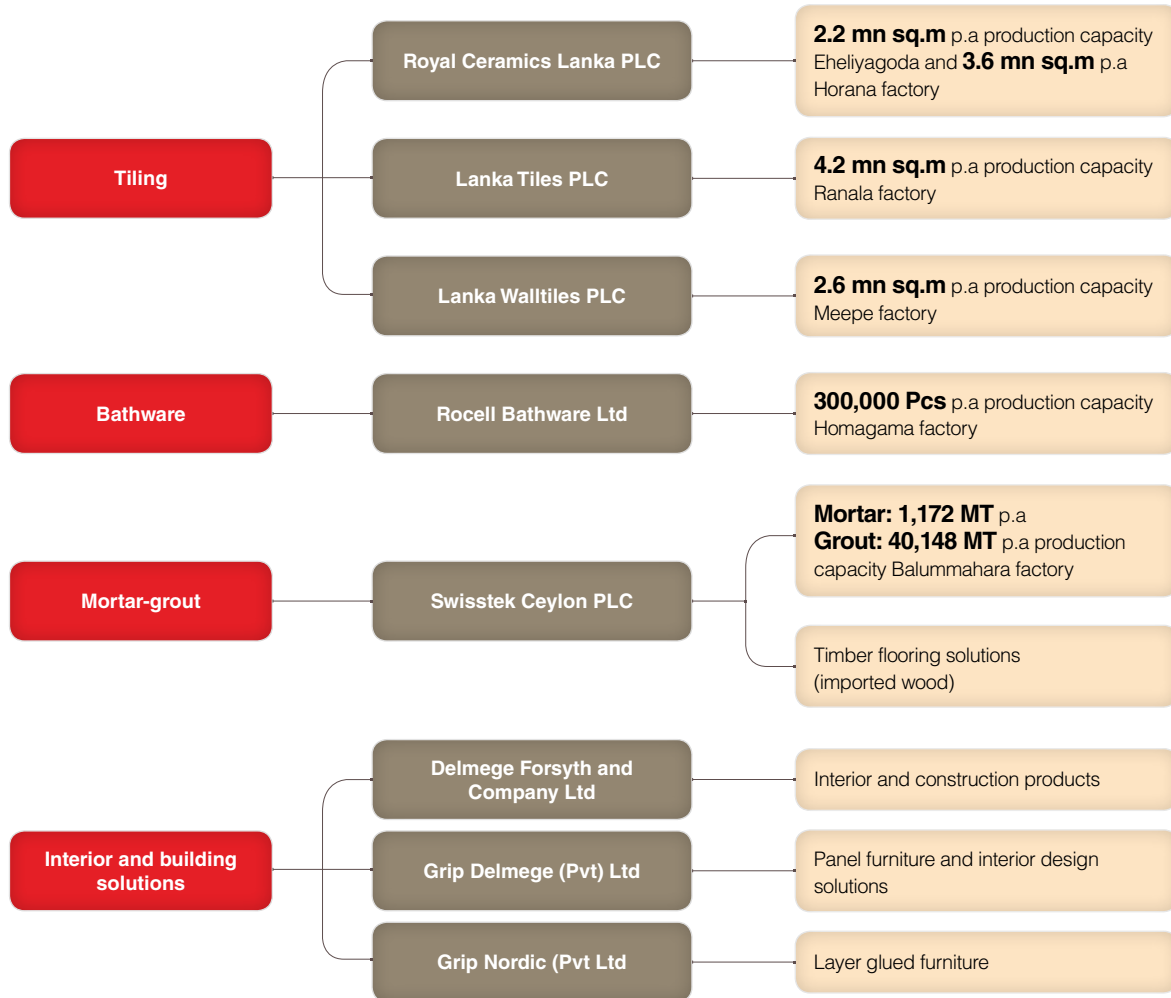 Tiling
Royal Ceramics Lanka PLC
2.2 mn sq.m p.a production capacity
Eheliyagoda and 3.6 mn sq.m p.a
Horana factory
Lanka Tiles PLC
4.2 mn sq.m p.a production capacity
Ranala factory
Lanka Walltiles PLC
2.6 mn sq.m p.a production capacity
Meepe factory
Bathware
Rocell Bathware Ltd
300,000 Pcs p.a production capacity
Homagama factory
Mortar-grout
Swisstek Ceylon PLC
Mortar: 1,172 MT p.a
Grout: 40,148 MT p.a production
capacity Balummahara factory
Timber flooring solutions
(imported wood)
Interior and building
solutions
Delmege Forsyth and
Company Ltd
Interior and construction products
Grip Delmege (Pvt) Ltd
Panel furniture and interior design
solutions
Grip Nordic (Pvt Ltd
Layer glued furniture